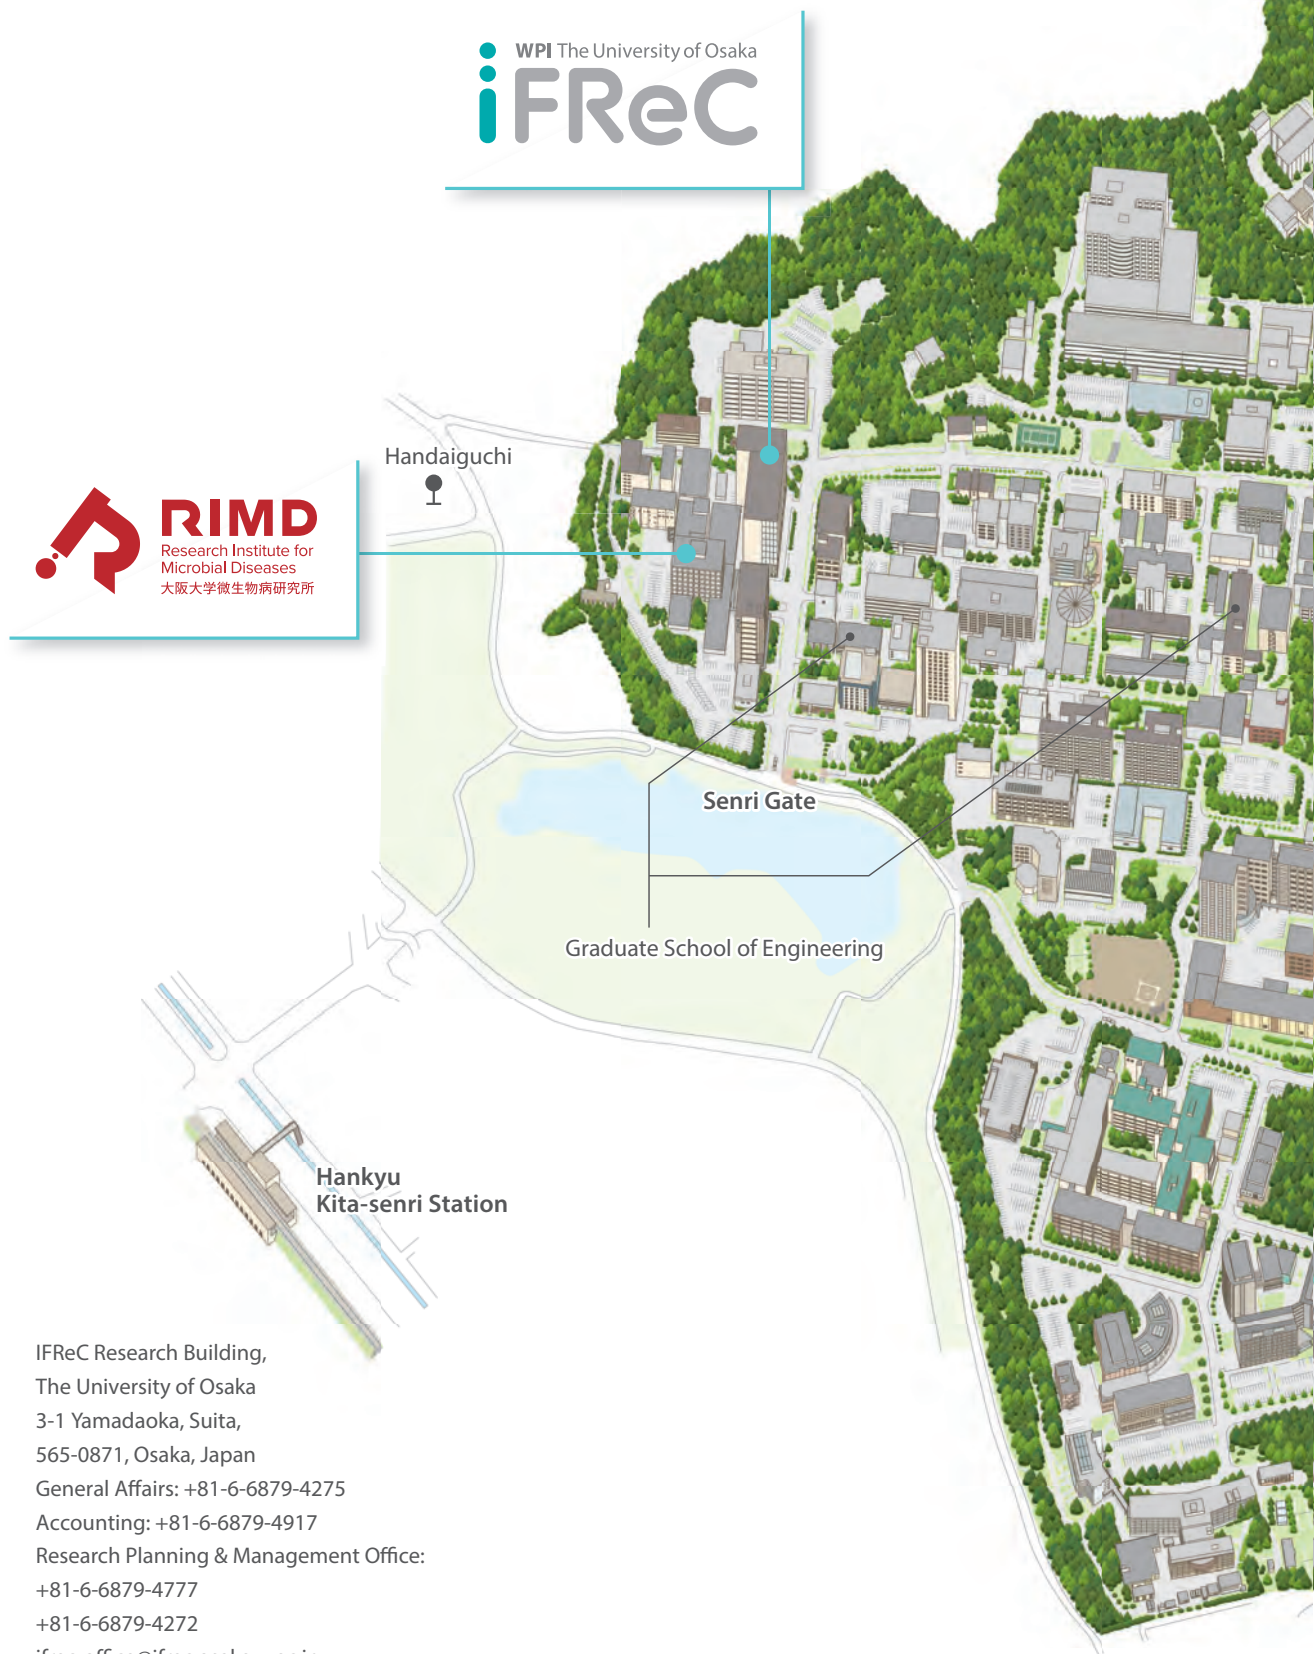 WPI The University of Osaka
iFReC
Handaiguchi
RIMD
Research Institute for
Microbial Diseases
大阪大学微生物病研究所
Senri Gate
Graduate School of Engineering
Hankyu
Kita-senri Station
IFReC Research Building,
The University of Osaka
3-1 Yamadaoka, Suita,
565-0871, Osaka, Japan
General Affairs: +81-6-6879-4275
Accounting: +81-6-6879-4917
Research Planning & Management Office:
+81-6-6879-4777
+81-6-6879-4272